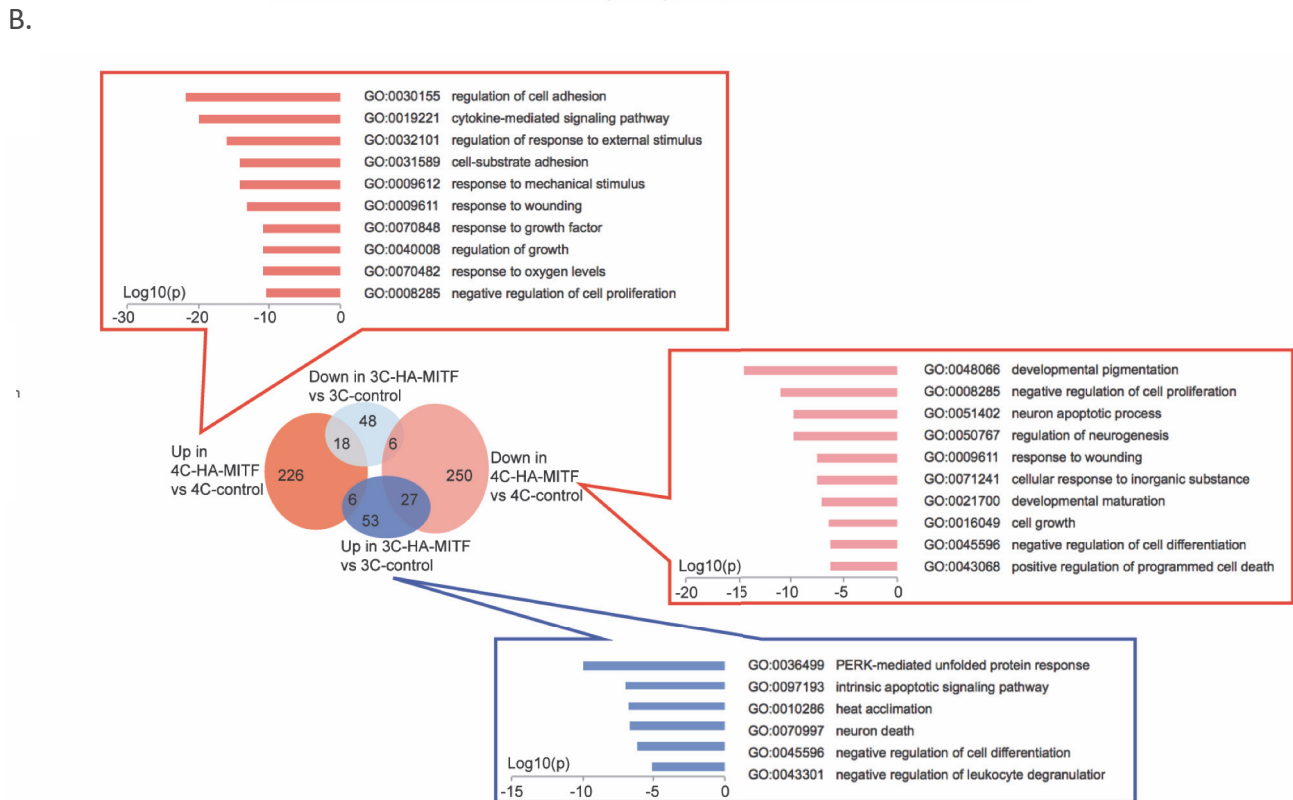 B.
GO:0030155 regulation of cell adhesion
GO:0019221 cytokine-mediated signaling pathway
GO:0032101 regulation of response to external stimulus
GO:0031589 cell-substrate adhesion
GO:0009612 response to mechanical stimulus
GO:0009611 response to wounding
GO:0070848 response to growth factor
GO:0040008 regulation of growth
GO:0070482 response to oxygen levels
GO:0008285 negative regulation of cell proliferation
Log10(p)
-30 -20 -10 0
Down in 3C-HA-MITF
vs 3C-control
48
18 6
Up in
4C-HA-MITF
vs 4C-control
226
250
Down in
4C-HA-MITF
vs 4C-control
6 27
53
Up in 3C-HA-MITF
vs 3C-control
GO:0048066 developmental pigmentation
GO:0008285 negative regulation of cell proliferation
GO:0051402 neuron apoptotic process
GO:0050767 regulation of neurogenesis
GO:0009611 response to wounding
GO:0071241 cellular response to inorganic substance
GO:0021700 developmental maturation
GO:0016049 cell growth
GO:0045596 negative regulation of cell differentiation
GO:0043068 positive regulation of programmed cell death
Log10(p)
-20 -15 -10 -5 0
GO:0036499 PERK-mediated unfolded protein response
GO:0097193 intrinsic apoptotic signaling pathway
GO:0010286 heat acclimation
GO:0070997 neuron death
GO:0045596 negative regulation of cell differentiation
GO:0043301 negative regulation of leukocyte degranulatior
Log10(p)
-15 -10 -5 0